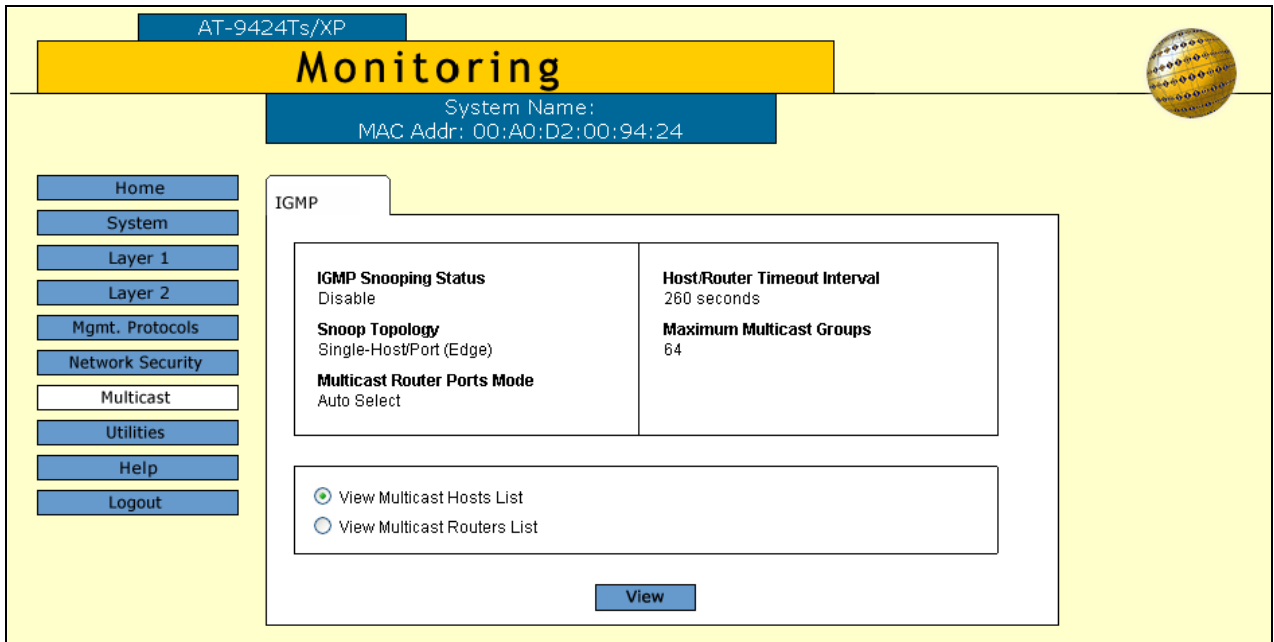 AT-9424Ts/XP
Monitoring
System Name:
MAC Addr: 00:A0:D2:00:94:24
Home
System
Layer 1
Layer 2
Mgmt. Protocols
Network Security
Multicast
Utilities
Help
Logout
IGMP
IGMP Snooping Status
Disable
Snoop Topology
Single-Host/Port (Edge)
Multicast Router Ports Mode
Auto Select
Host/Router Timeout Interval
260 seconds
Maximum Multicast Groups
64
View Multicast Hosts List
View Multicast Routers List
View